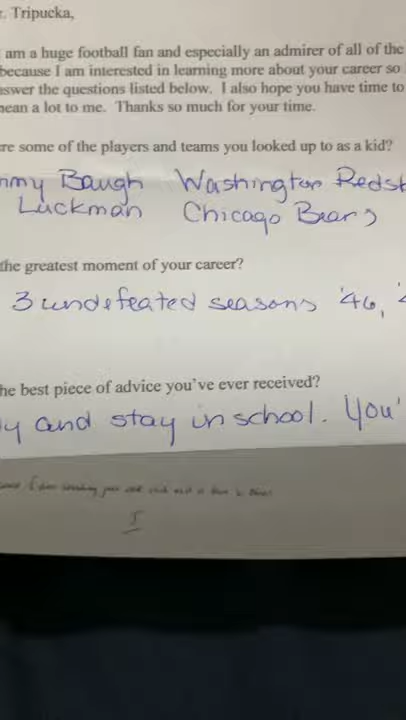 . Tripucka,
am a huge football fan and especially an admirer of all of the
because I am interested in learning more about your career so
nswer the questions listed below. I also hope you have time to
nean a lot to me. Thanks so much for your time.
re some of the players and teams you looked up to as a kid?
mmy Baugh Washington Redsk
Luckman Chicago Bears
the greatest moment of your career?
3 undefeated seasons '46,
he best piece of advice you've ever received?
y and stay in school. You'